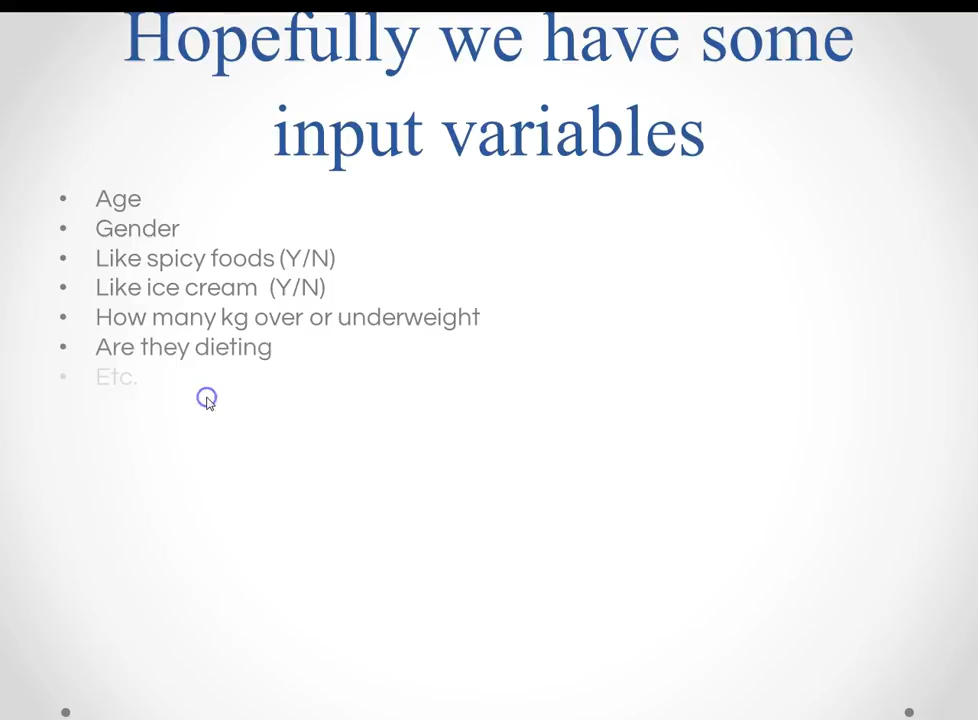 Hopefully we have some
input variables
• Age
• Gender
• Like spicy foods (Y/N)
• Like ice cream  (Y/N)
• How many kg over or underweight
• Are they dieting
• Etc.